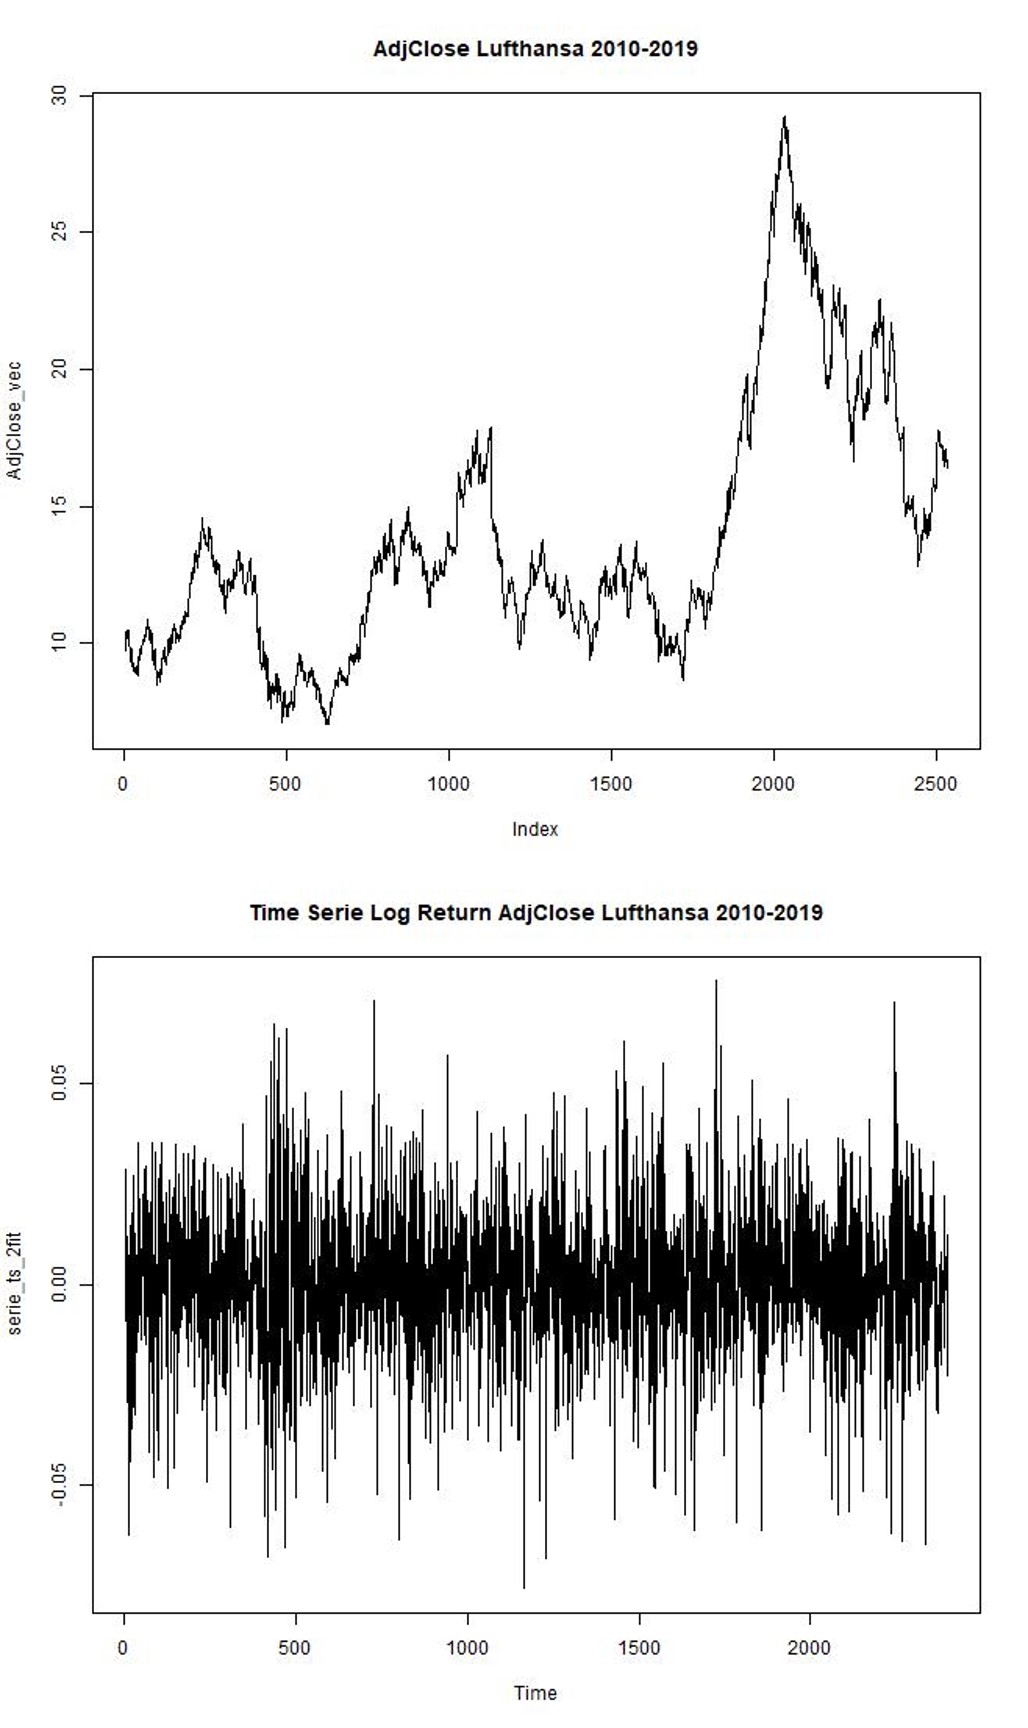 AdjClose Lufthansa 2010-2019
30
25
20
15
10
AdjClose_vec
0 500 1000 1500 2000 2500
Index
Time Serie Log Return AdjClose Lufthansa 2010-2019
0.05
0.00
-0.05
serie_ts_2fit
0 500 1000 1500 2000
Time